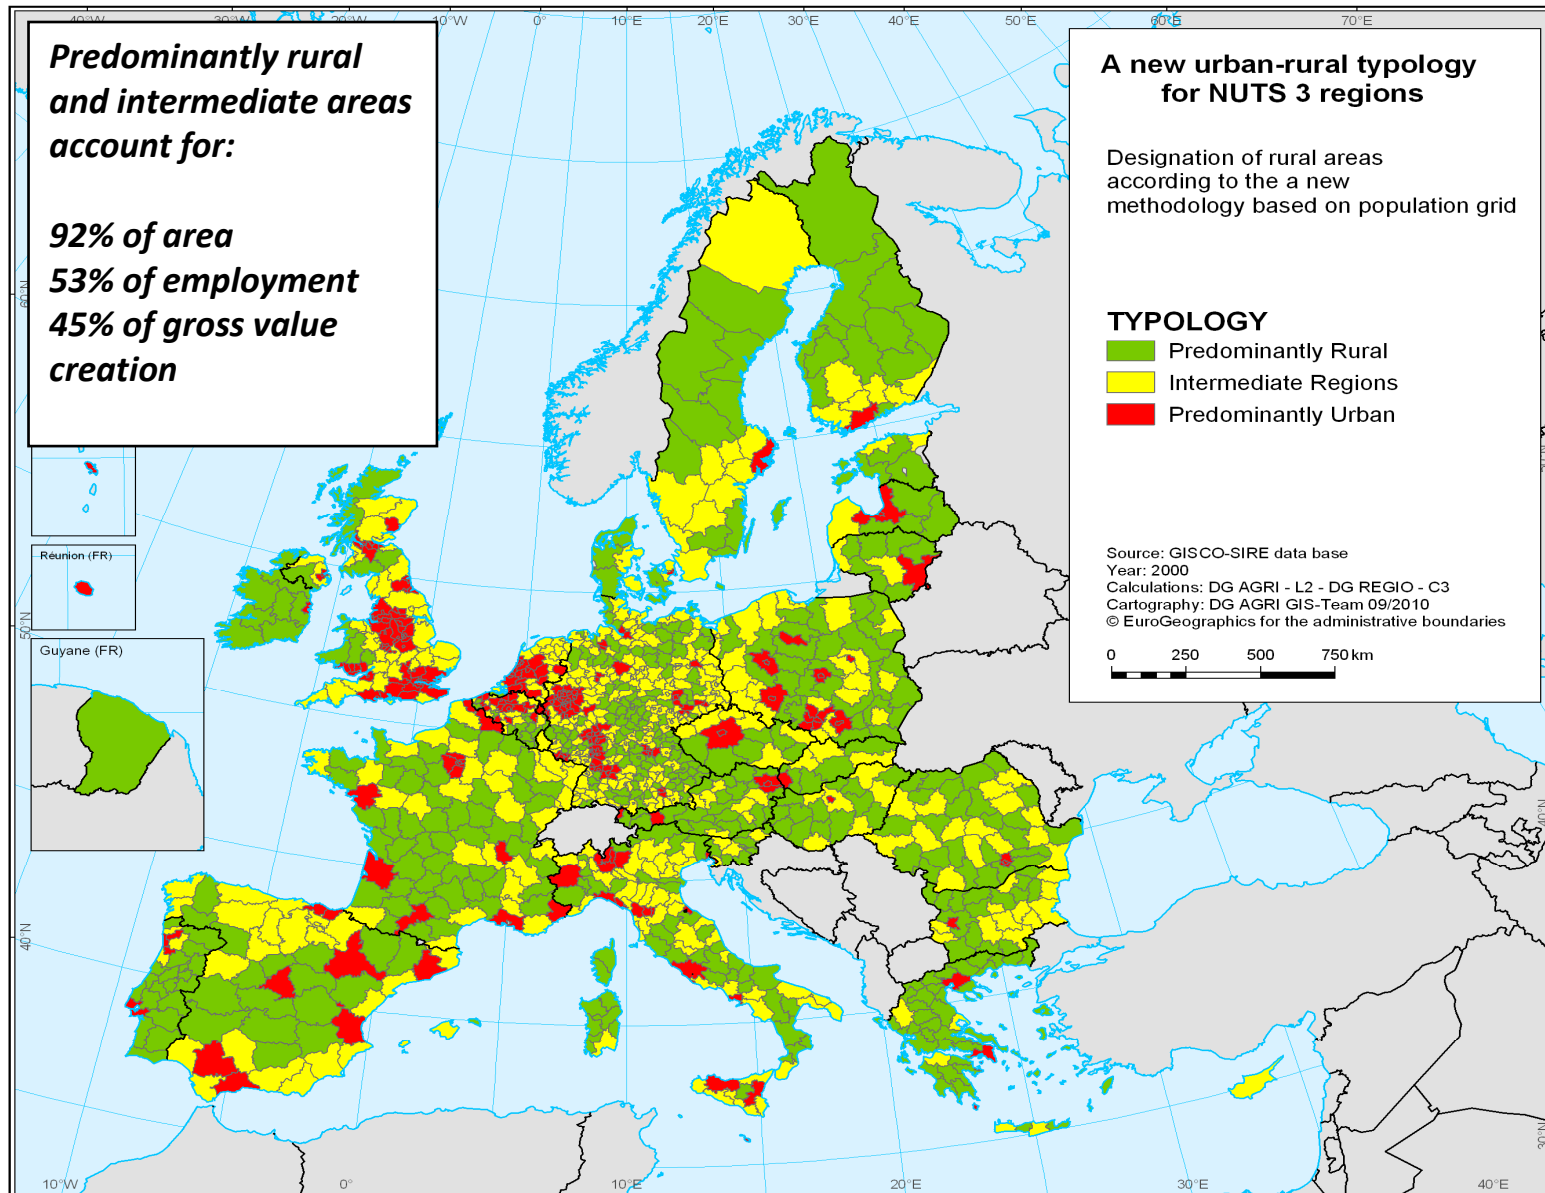 40°W
30°W
20°W
10°W
0°
10°E
20°E
30°E
40°E
50°E
60°E
70°E
Predominantly rural
and intermediate areas
account for:
92% of area
53% of employment
45% of gross value
creation
A new urban-rural typology
for NUTS 3 regions
Designation of rural areas
according to the a new
methodology based on population grid
TYPOLOGY
Predominantly Rural
Intermediate Regions
Predominantly Urban
Source: GISCO-SIRE data base
Year: 2000
Calculations: DG AGRI - L2 - DG REGIO - C3
Cartography: DG AGRI GIS-Team 09/2010
© EuroGeographics for the administrative boundaries
0 250 500 750 km
Réunion (FR)
Guyane (FR)
60°N
50°N
40°N
40°N
30°N
10°W
0°
10°E
20°E
30°E
40°E